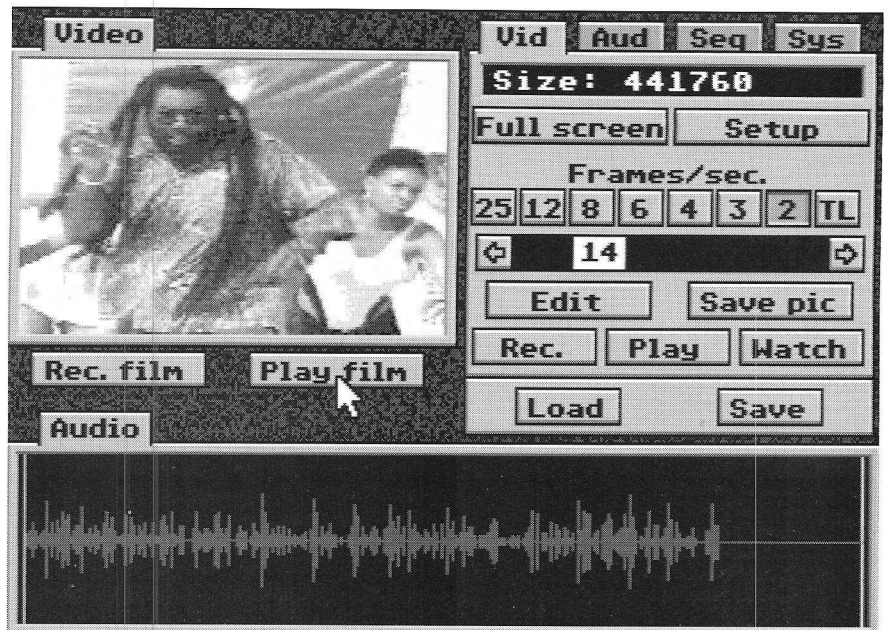 Video
Vid Aud Seq Sys
Size: 441760
Full screen Setup
Frames/sec.
25 12 8 6 4 3 2 TL
14
Edit Save pic
Rec. Play Watch
Rec. film Play film
Load Save
Audio